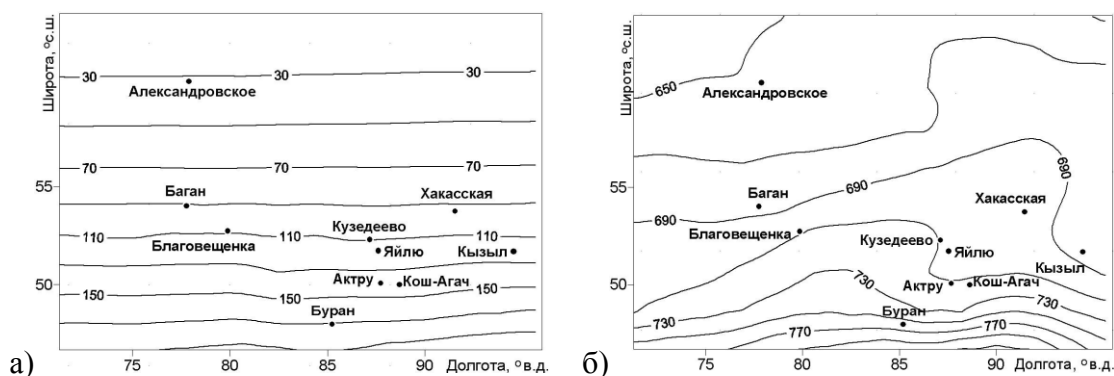 Широта, °с.ш.
30 30 30
Александровское
70 70 70
55
Баган
Хакасская
110 110 Кузедеево 110
Благовещенка
Яйлю
Кызыл
50
Актру
Кош-Агач
150 150 150
Буран
75 80 85 90 Долгота, °в.д.
а)
Широта, °с.ш.
650
Александровское
55
Баган
690
690
Хакасская
690
Благовещенка
Кузедеево
Яйлю
Кызыл
50
Актру
Кош-Агач
730
730
Буран
770 770
75 80 85 90 Долгота, °в.д.
б)